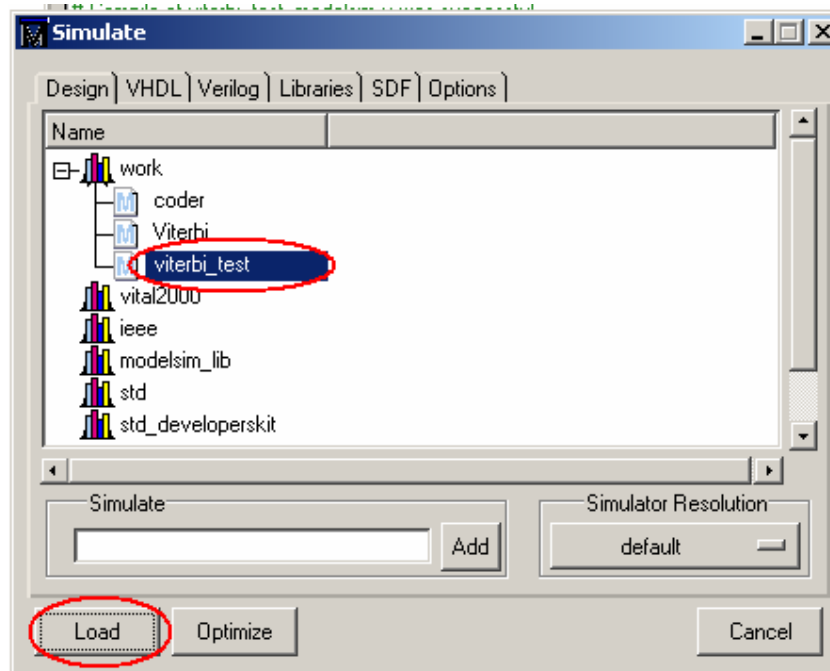 Simulate
Design VHDL Verilog Libraries SDF Options
Name
work
coder
Viterbi
viterbi_test
vital2000
ieee
modelsim_lib
std
std_developerskit
Simulate
Simulator Resolution
Add
default
Load
Optimize
Cancel